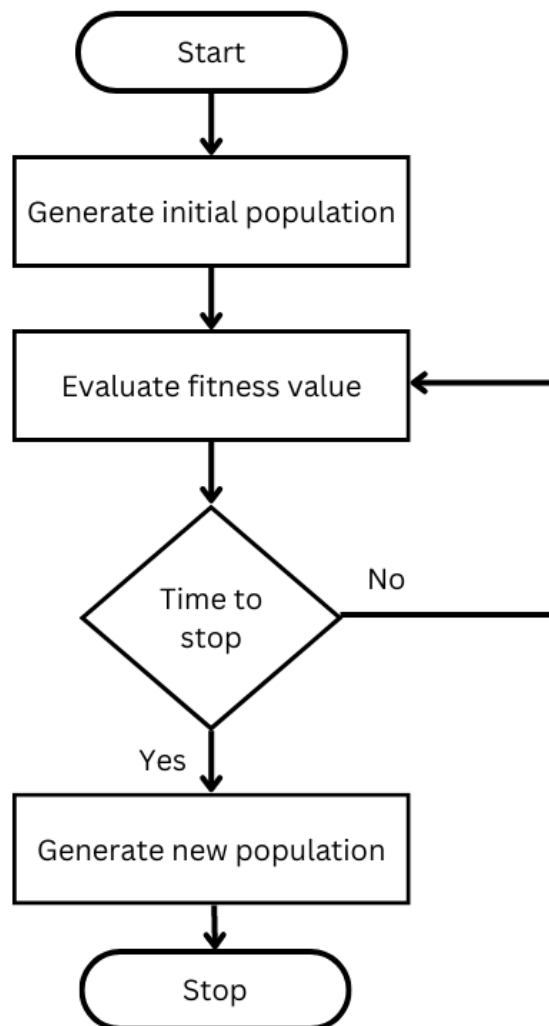 Start
Generate initial population
Evaluate fitness value
Time to
stop
No
Yes
Generate new population
Stop